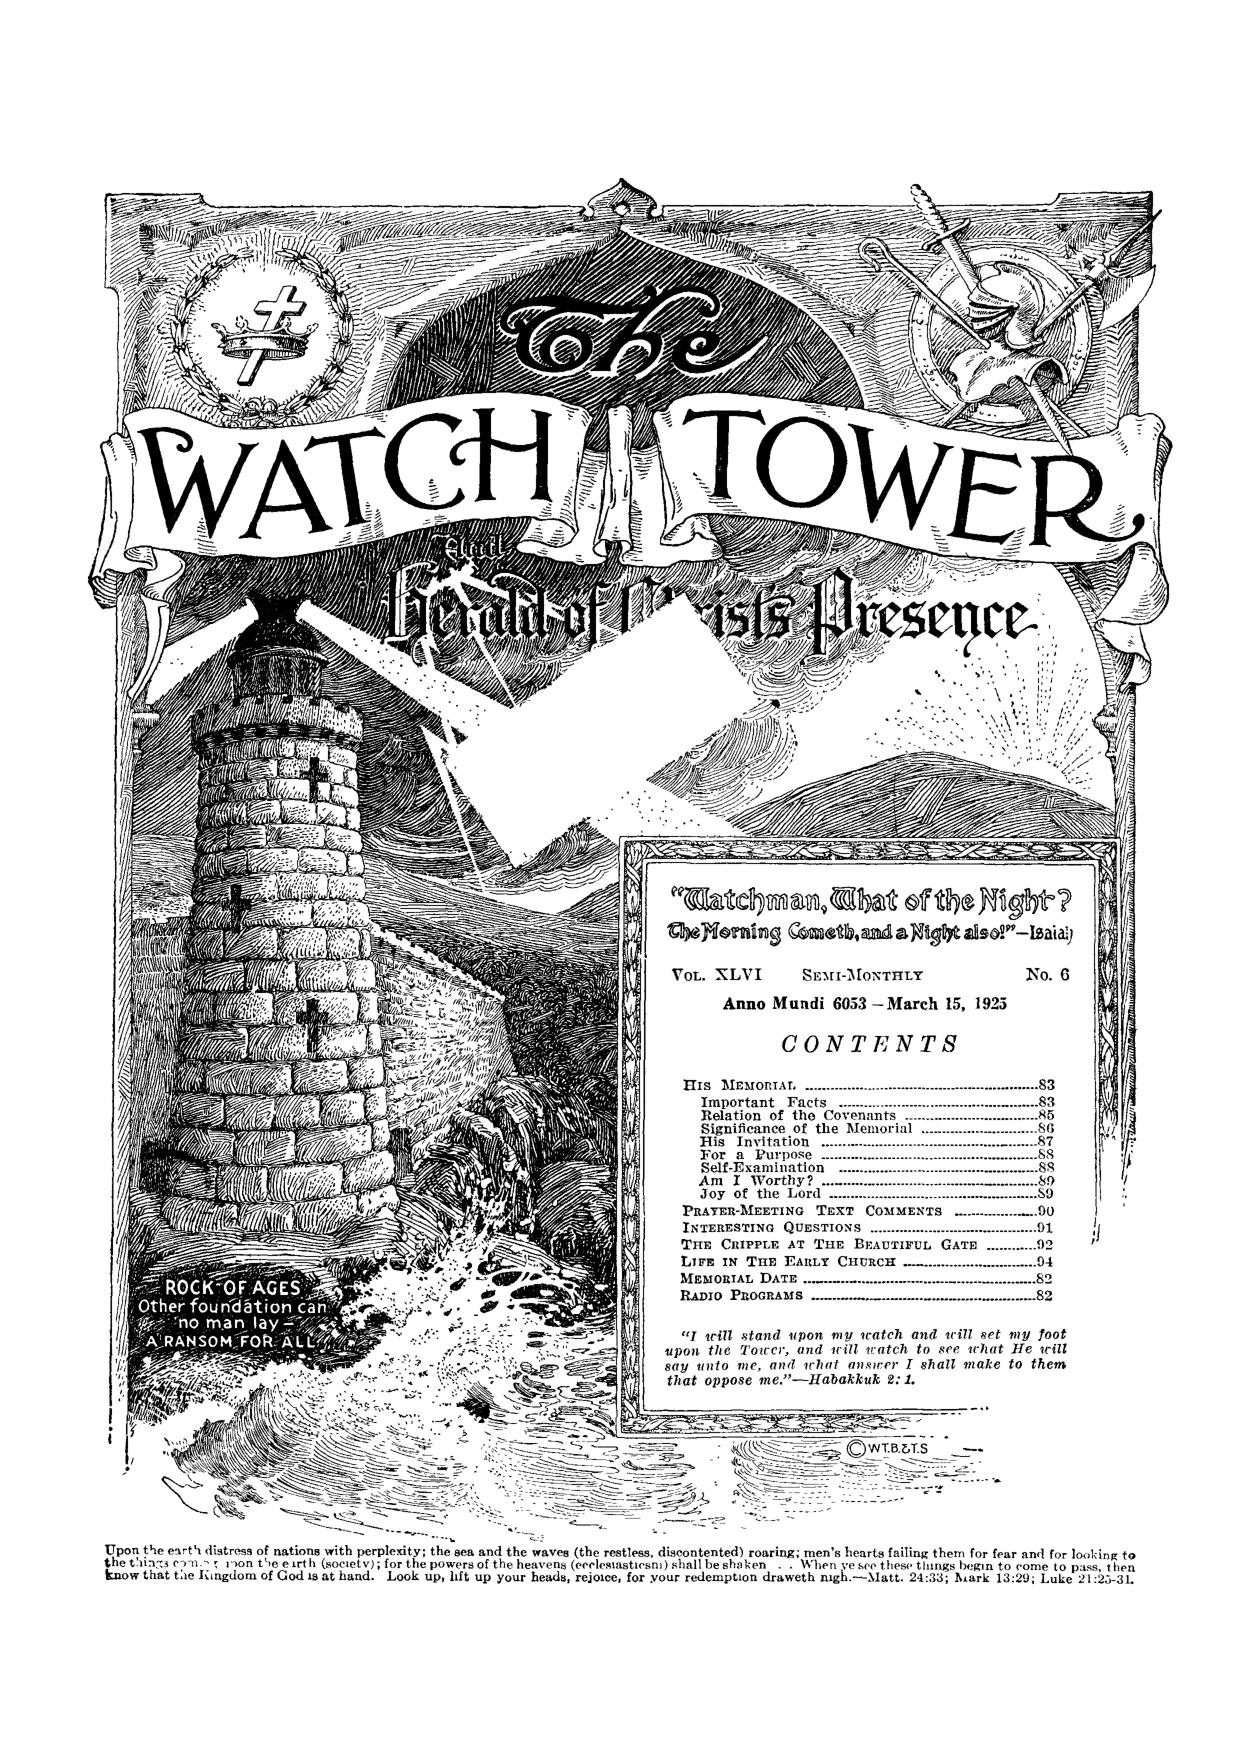 The
WATCH TOWER
And
Herald of Christ's Presence
"Watchman, What of the Night?
The Morning Cometh, and a Night also!"—Isaiah
VOL. XLVI SEMI-MONTHLY No. 6
Anno Mundi 6053 – March 15, 1925
CONTENTS
HIS MEMORIAL 83
Important Facts 83
Relation of the Covenants 85
Significance of the Memorial 86
His Invitation 87
For a Purpose 88
Self-Examination 88
Am I Worthy? 89
Joy of the Lord 89
PRAYER-MEETING TEXT COMMENTS 90
INTERESTING QUESTIONS 91
THE CRIPPLE AT THE BEAUTIFUL GATE 92
LIFE IN THE EARLY CHURCH 94
MEMORIAL DATE 82
RADIO PROGRAMS 82
"I will stand upon my watch and will set my foot
upon the Tower, and will watch to see what He will
say unto me, and what answer I shall make to them
that oppose me."—Habakkuk 2:1.
ROCK OF AGES
Other foundation can
no man lay –
A RANSOM FOR ALL
©W.T.B.&T.S
Upon the earth distress of nations with perplexity; the sea and the waves (the restless, discontented) roaring; men's hearts failing them for fear and for looking to
the things coming upon the earth (society); for the powers of the heavens (ecclesiasticsm) shall be shaken . . When ye see these things begin to come to pass, then
know that the Kingdom of God is at hand. Look up, lift up your heads, rejoice, for your redemption draweth nigh.—Matt. 24:33; Mark 13:29; Luke 21:25-31.